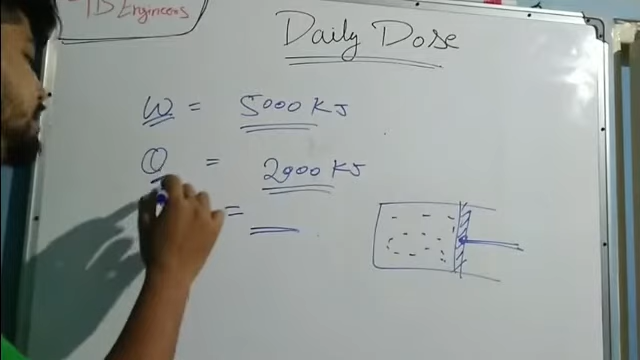 Engineers
Daily Dose
W = 5000 KJ
Q = 2900 KJ
=